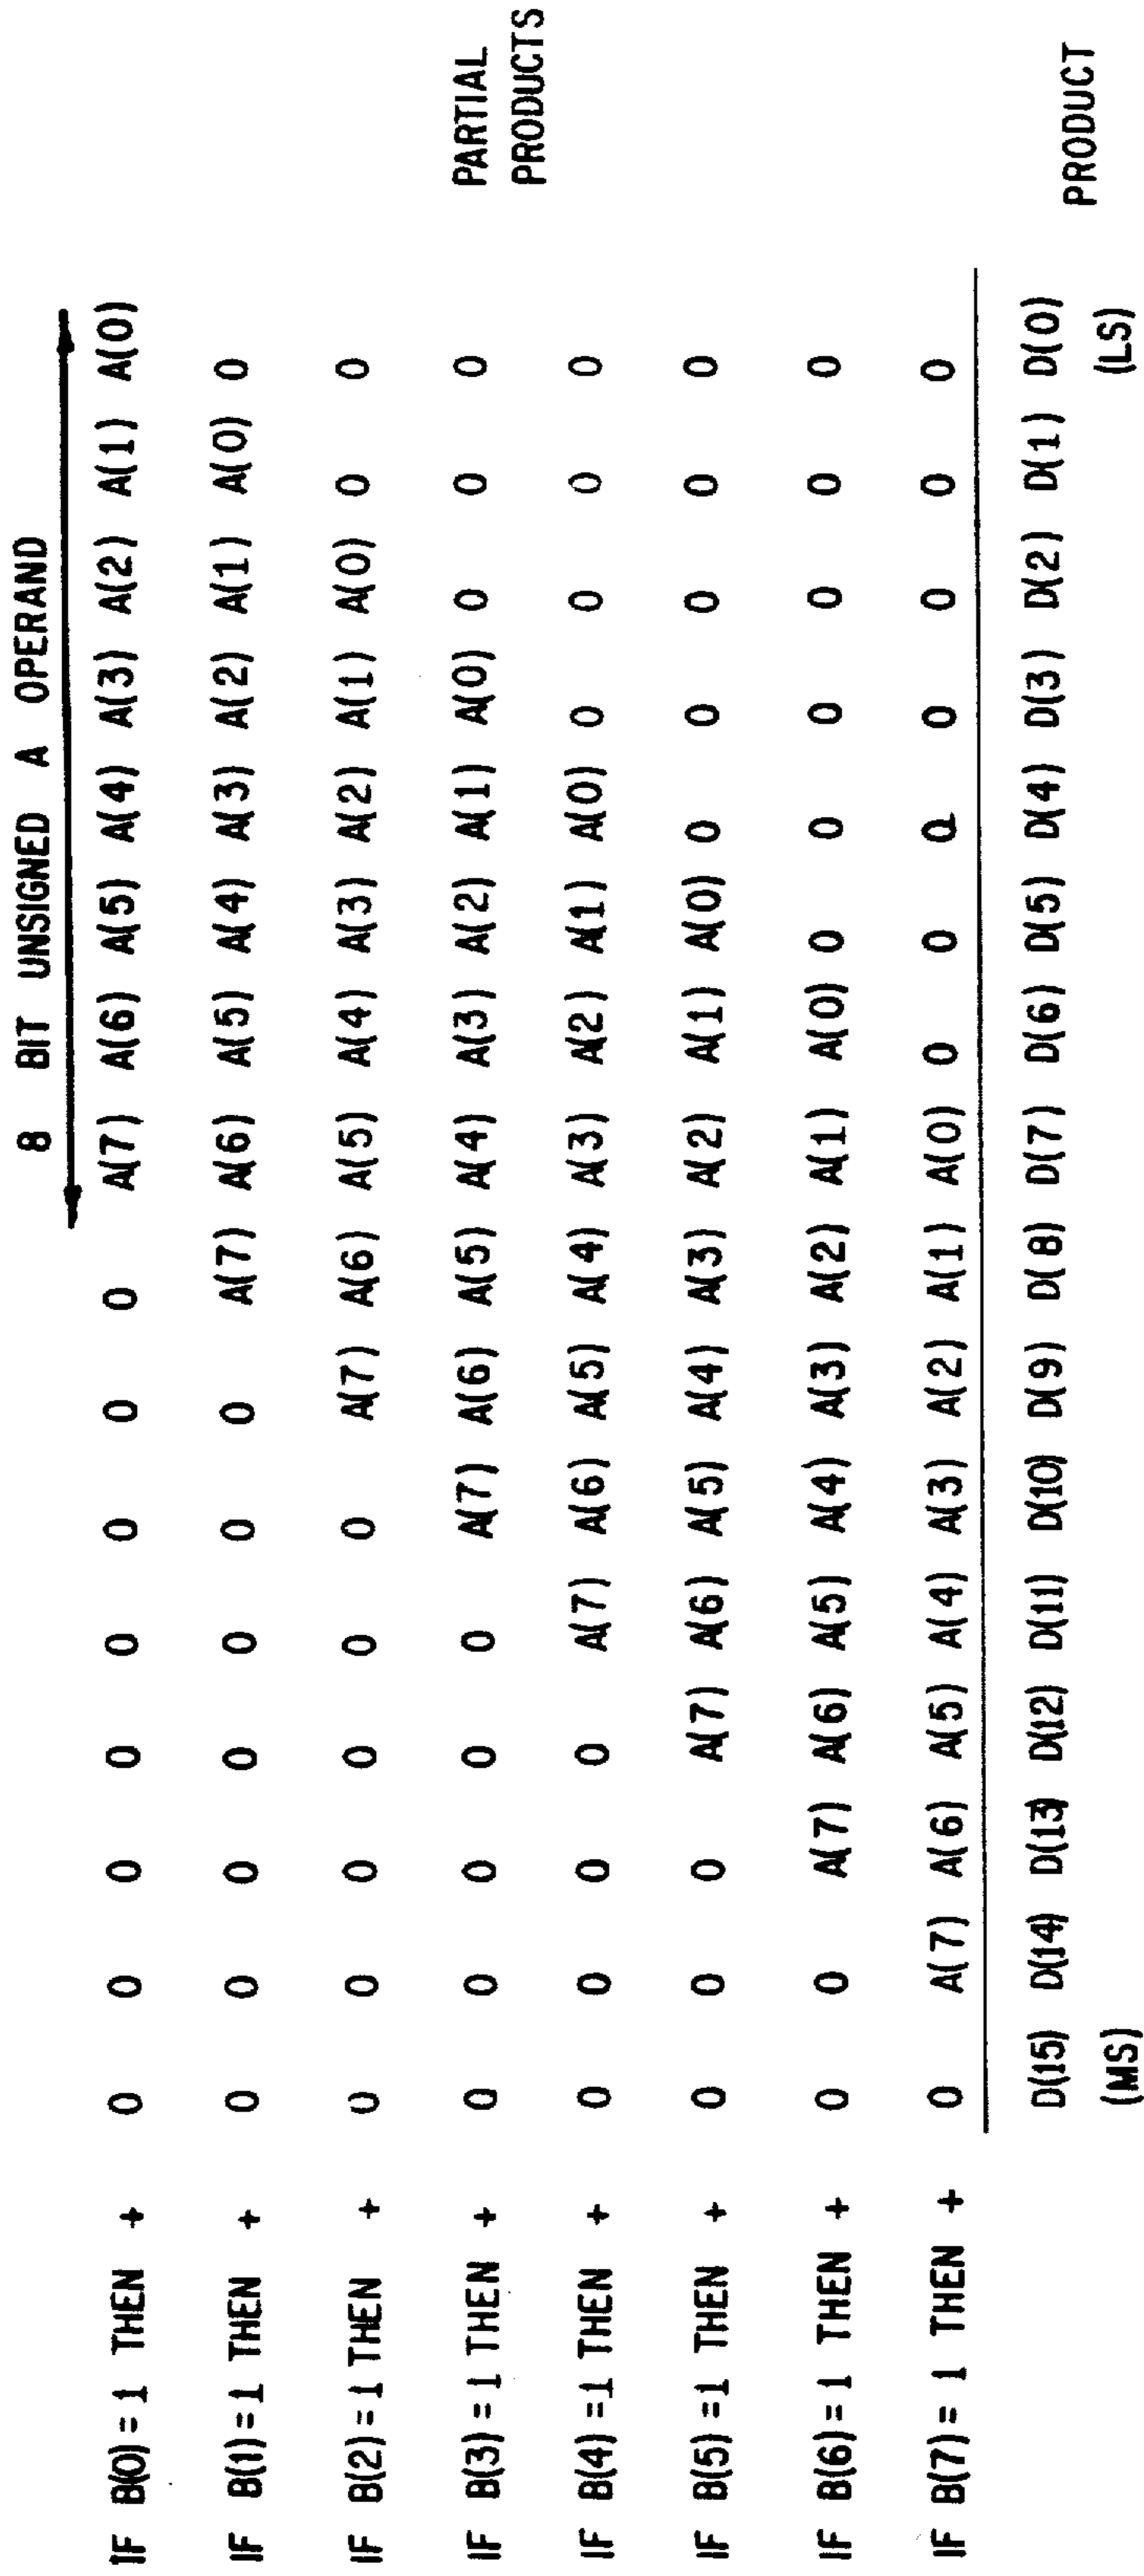 8 BIT UNSIGNED A OPERAND
IF B(0) = 1 THEN + 0 0 0 0 0 0 0 0 A(7) A(6) A(5) A(4) A(3) A(2) A(1) A(0)
IF B(1) = 1 THEN + 0 0 0 0 0 0 0 A(7) A(6) A(5) A(4) A(3) A(2) A(1) A(0) 0
IF B(2) = 1 THEN + 0 0 0 0 0 0 A(7) A(6) A(5) A(4) A(3) A(2) A(1) A(0) 0 0
IF B(3) = 1 THEN + 0 0 0 0 0 A(7) A(6) A(5) A(4) A(3) A(2) A(1) A(0) 0 0 0
IF B(4) = 1 THEN + 0 0 0 0 A(7) A(6) A(5) A(4) A(3) A(2) A(1) A(0) 0 0 0 0
IF B(5) = 1 THEN + 0 0 0 A(7) A(6) A(5) A(4) A(3) A(2) A(1) A(0) 0 0 0 0 0
IF B(6) = 1 THEN + 0 0 A(7) A(6) A(5) A(4) A(3) A(2) A(1) A(0) 0 0 0 0 0 0
IF B(7) = 1 THEN + 0 A(7) A(6) A(5) A(4) A(3) A(2) A(1) A(0) 0 0 0 0 0 0 0
PARTIAL
PRODUCTS
D(15) D(14) D(13) D(12) D(11) D(10) D(9) D(8) D(7) D(6) D(5) D(4) D(3) D(2) D(1) D(0) PRODUCT
(MS) (LS)